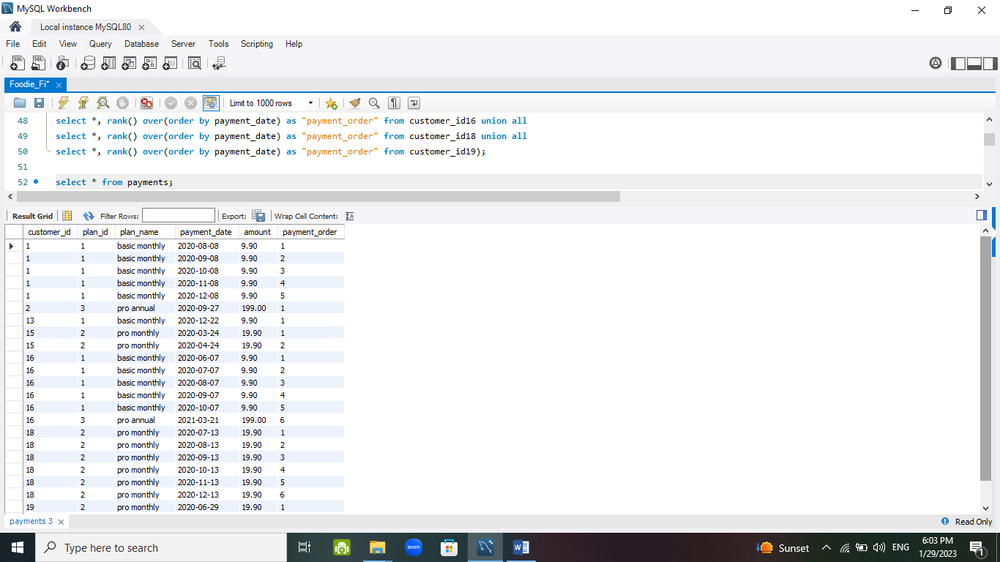 MySQL Workbench
Local instance MySQL80
File Edit View Query Database Server Tools Scripting Help
Foodie_Fi*
Limit to 1000 rows
48 select *, rank() over(order by payment_date) as "payment_order" from customer_id16 union all
49 select *, rank() over(order by payment_date) as "payment_order" from customer_id18 union all
50 select *, rank() over(order by payment_date) as "payment_order" from customer_id19);
51
52 select * from payments;
Result Grid Filter Rows: Export: Wrap Cell Content:
customer_id plan_id plan_name payment_date amount payment_order
1 1 basic monthly 2020-08-08 9.90 1
1 1 basic monthly 2020-09-08 9.90 2
1 1 basic monthly 2020-10-08 9.90 3
1 1 basic monthly 2020-11-08 9.90 4
1 1 basic monthly 2020-12-08 9.90 5
2 3 pro annual 2020-09-27 199.00 1
13 1 basic monthly 2020-12-22 9.90 1
15 2 pro monthly 2020-03-24 19.90 1
15 2 pro monthly 2020-04-24 19.90 2
16 1 basic monthly 2020-06-07 9.90 1
16 1 basic monthly 2020-07-07 9.90 2
16 1 basic monthly 2020-08-07 9.90 3
16 1 basic monthly 2020-09-07 9.90 4
16 1 basic monthly 2020-10-07 9.90 5
16 3 pro annual 2021-03-21 199.00 6
18 2 pro monthly 2020-07-13 19.90 1
18 2 pro monthly 2020-08-13 19.90 2
18 2 pro monthly 2020-09-13 19.90 3
18 2 pro monthly 2020-10-13 19.90 4
18 2 pro monthly 2020-11-13 19.90 5
18 2 pro monthly 2020-12-13 19.90 6
19 2 pro monthly 2020-06-29 19.90 1
payments 3 Read Only
Type here to search zoom Sunset ENG 6:03 PM
1/29/2023 1